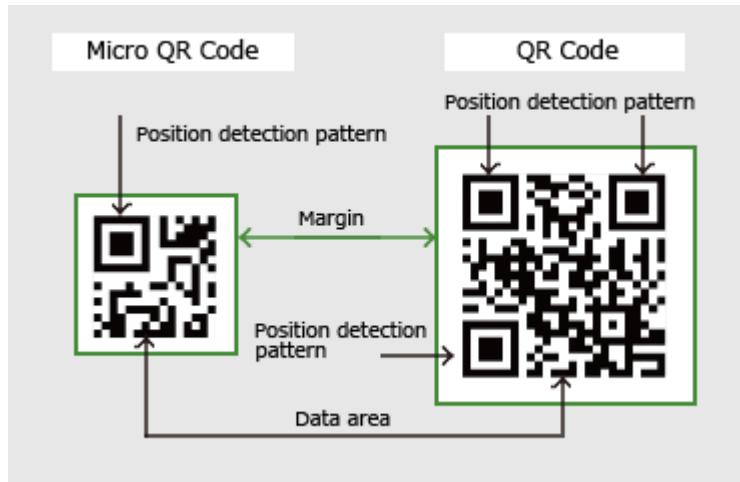 Micro QR Code
QR Code
Position detection pattern
Position detection pattern
Margin
Position detection
pattern
Data area